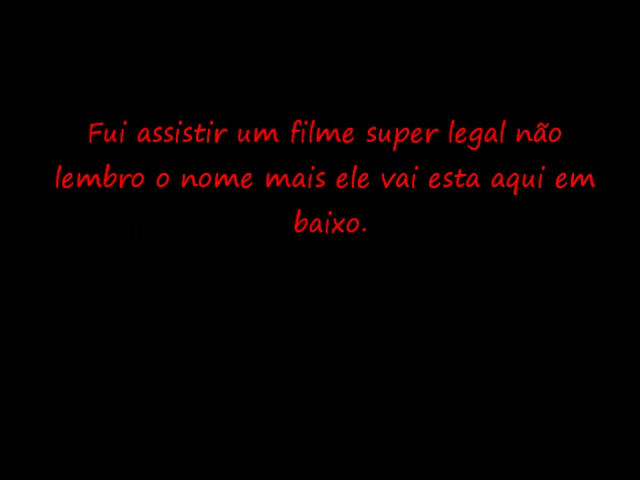 Fui assistir um filme super legal não
lembro o nome mais ele vai esta aqui em
baixo.